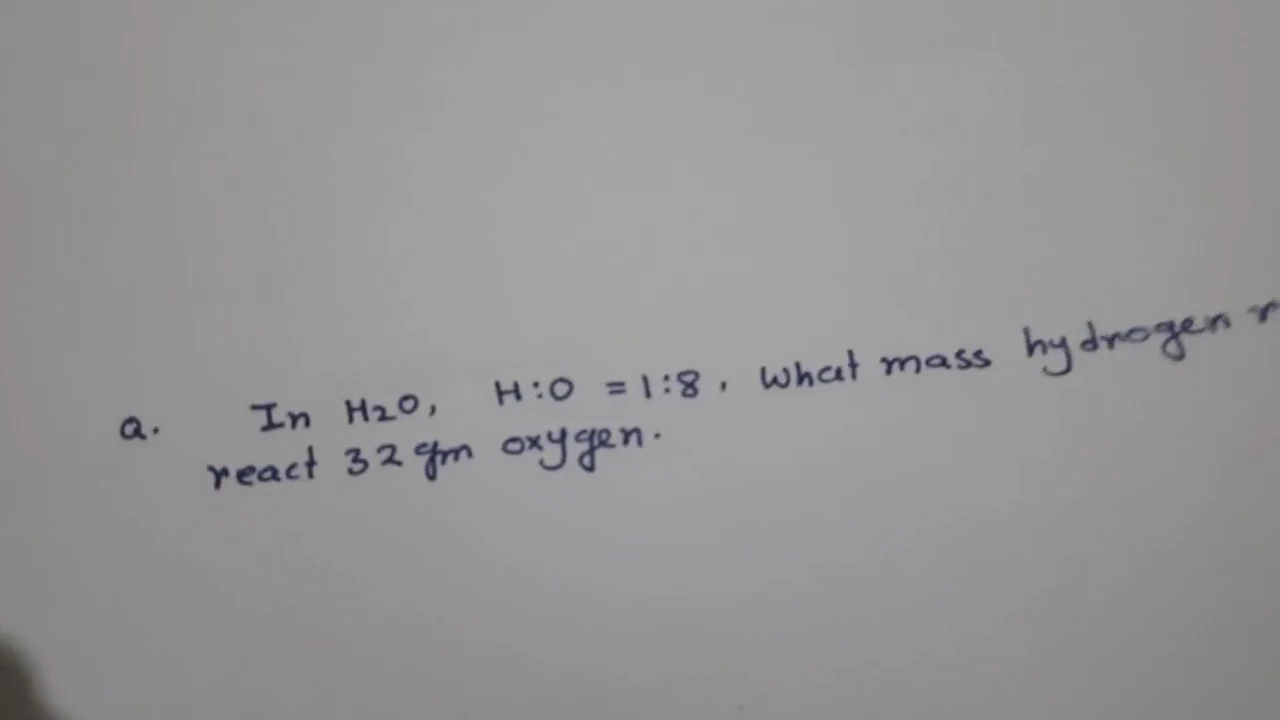 Q. In H2O, H:O = 1:8, What mass hydrogen
react 32 gm oxygen.